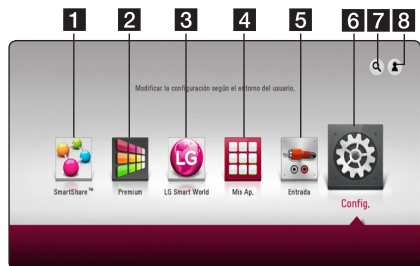 1 2 3 4 5 6 7 8
Modificar la configuración según el entorno del usuario.
LG
SmartShare™ Premium LG Smart World Mis Ap. Entrada
Config.